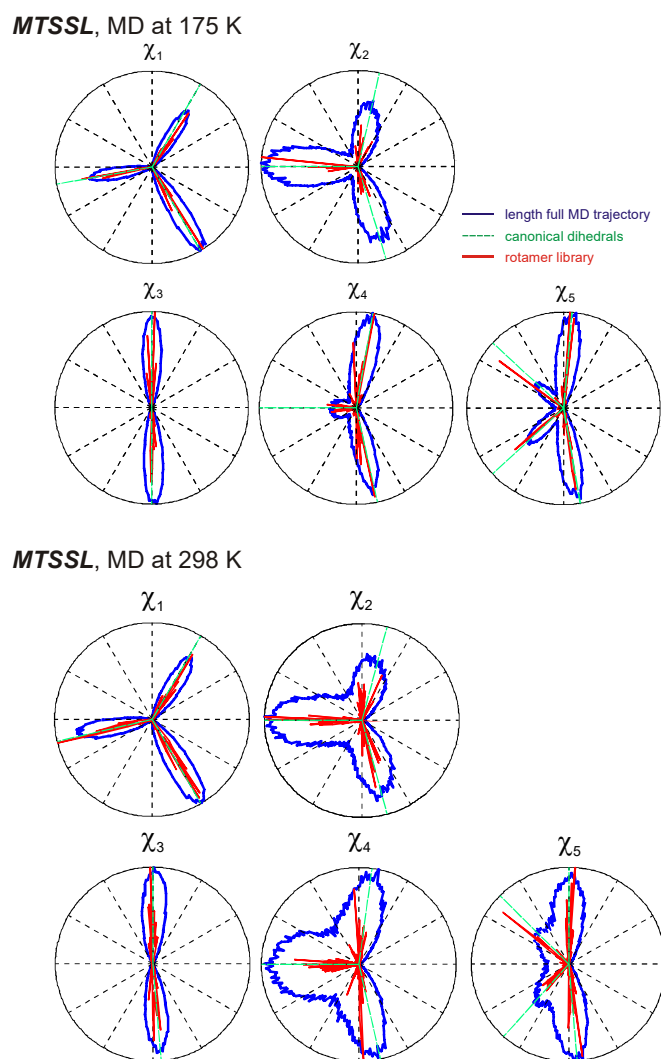 MTSSL, MD at 175 K
χ1 χ2
length full MD trajectory
canonical dihedrals
rotamer library
χ3 χ4 χ5
MTSSL, MD at 298 K
χ1 χ2
χ3 χ4 χ5